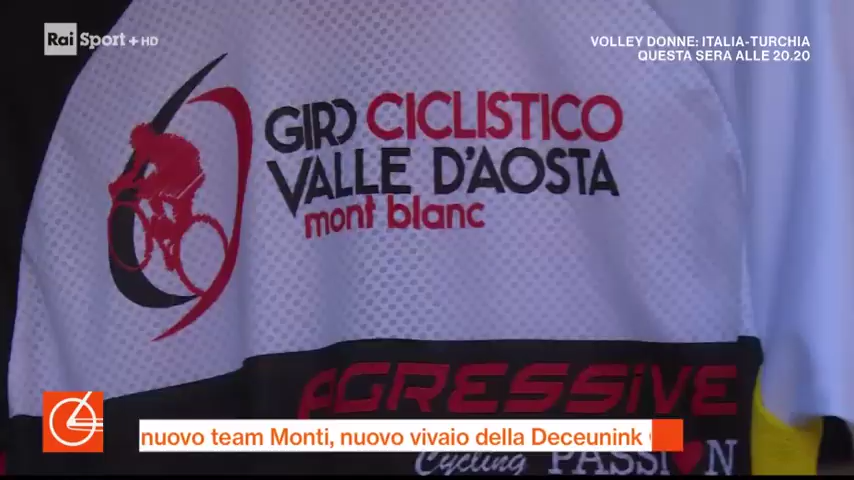 Rai Sport + HD
VOLLEY DONNE: ITALIA-TURCHIA
QUESTA SERA ALLE 20.20
GIRO CICLISTICO
VALLE D'AOSTA
mont blanc
AGRESSIVE
nuovo team Monti, nuovo vivaio della Deceunink
Cycling PASSION